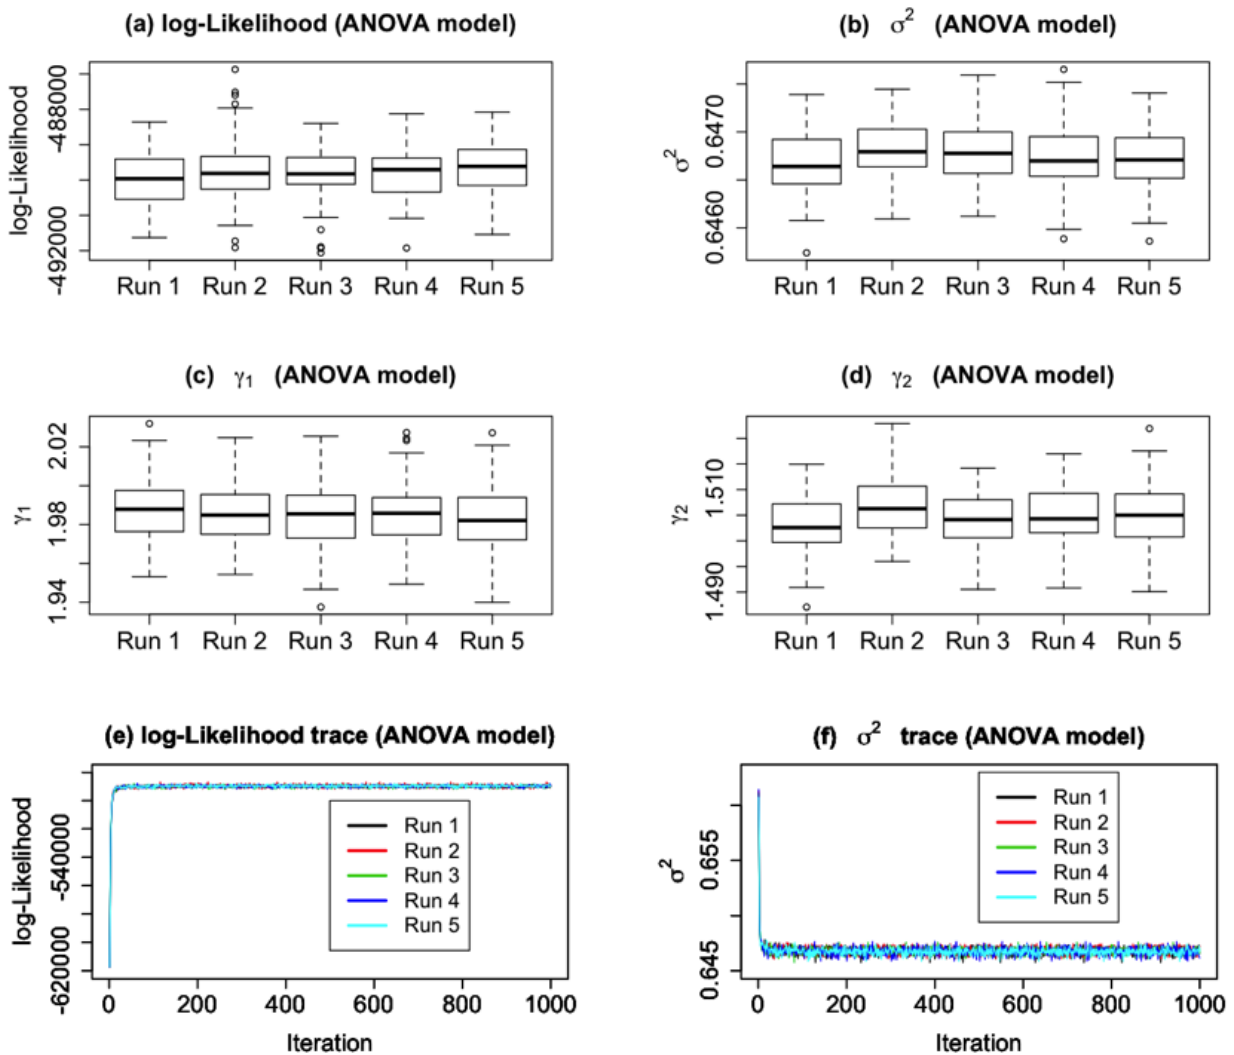 (a) log-Likelihood (ANOVA model)
log-Likelihood
-488000
-492000
Run 1 Run 2 Run 3 Run 4 Run 5
(b) σ² (ANOVA model)
σ²
0.6470
0.6460
Run 1 Run 2 Run 3 Run 4 Run 5
(c) γ₁ (ANOVA model)
γ₁
2.02
1.98
1.94
Run 1 Run 2 Run 3 Run 4 Run 5
(d) γ₂ (ANOVA model)
γ₂
1.510
1.490
Run 1 Run 2 Run 3 Run 4 Run 5
(e) log-Likelihood trace (ANOVA model)
log-Likelihood
-540000
-620000
Run 1
Run 2
Run 3
Run 4
Run 5
0 200 400 600 800 1000
Iteration
(f) σ² trace (ANOVA model)
σ²
0.655
0.645
Run 1
Run 2
Run 3
Run 4
Run 5
0 200 400 600 800 1000
Iteration